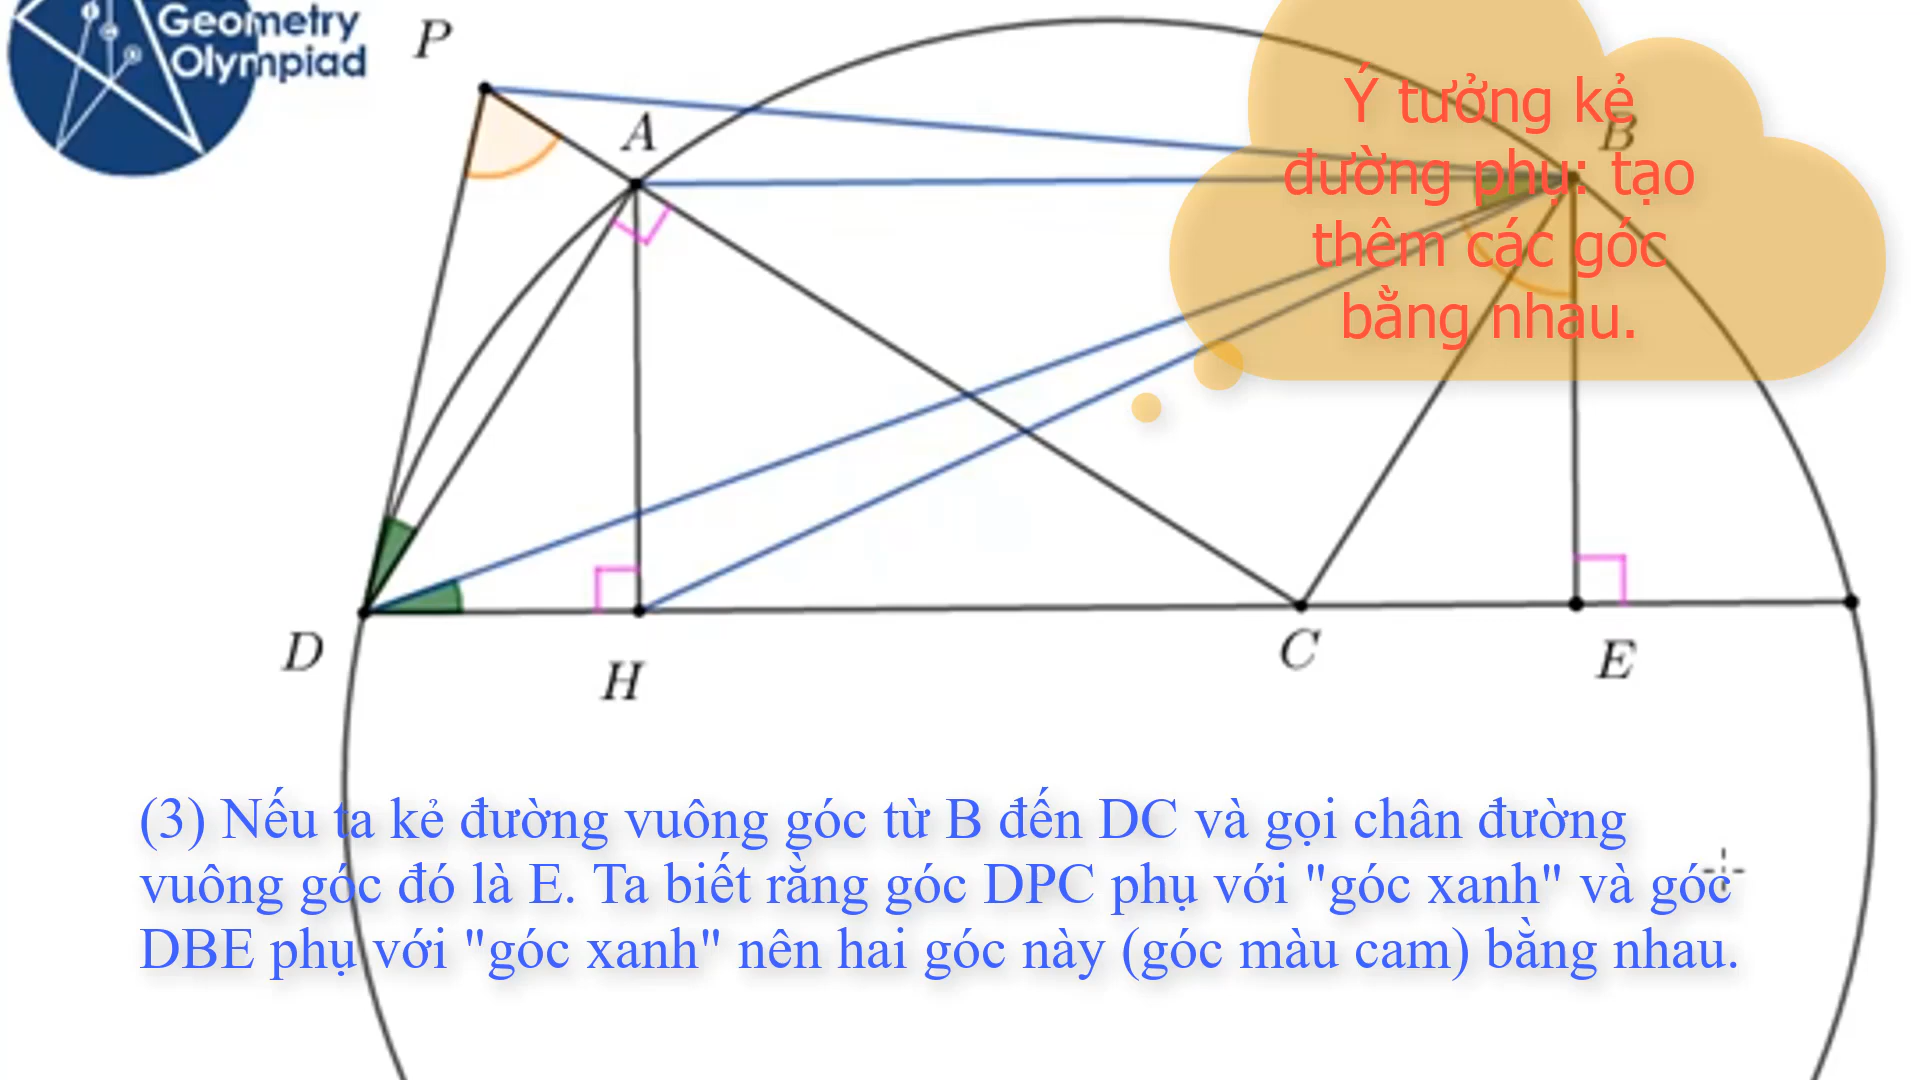 Geometry
Olympiad
P
A
B
Ý tưởng kẻ
đường phụ: tạo
thêm các góc
bằng nhau.
D
H
C
E
(3) Nếu ta kẻ đường vuông góc từ B đến DC và gọi chân đường
vuông góc đó là E. Ta biết rằng góc DPC phụ với "góc xanh" và góc
DBE phụ với "góc xanh" nên hai góc này (góc màu cam) bằng nhau.